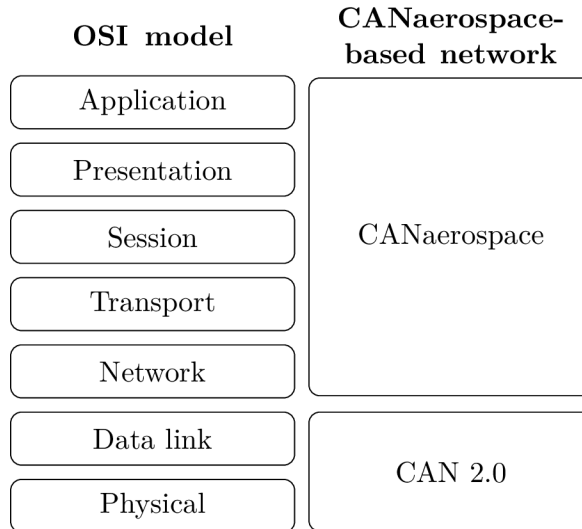 OSI model
CANaerospace-
based network
Application
Presentation
Session
Transport
Network
Data link
Physical
CANaerospace
CAN 2.0